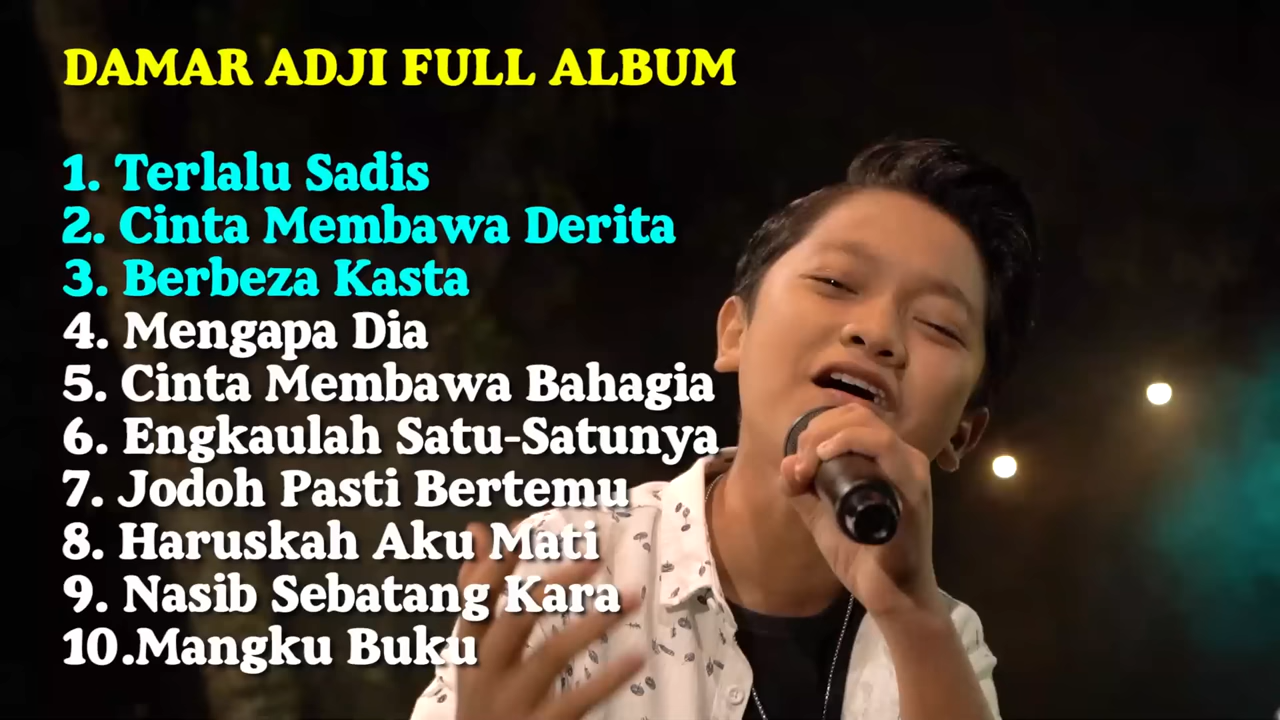 DAMAR ADJI FULL ALBUM
1. Terlalu Sadis
2. Cinta Membawa Derita
3. Berbeza Kasta
4. Mengapa Dia
5. Cinta Membawa Bahagia
6. Engkaulah Satu-Satunya
7. Jodoh Pasti Bertemu
8. Haruskah Aku Mati
9. Nasib Sebatang Kara
10.Mangku Buku